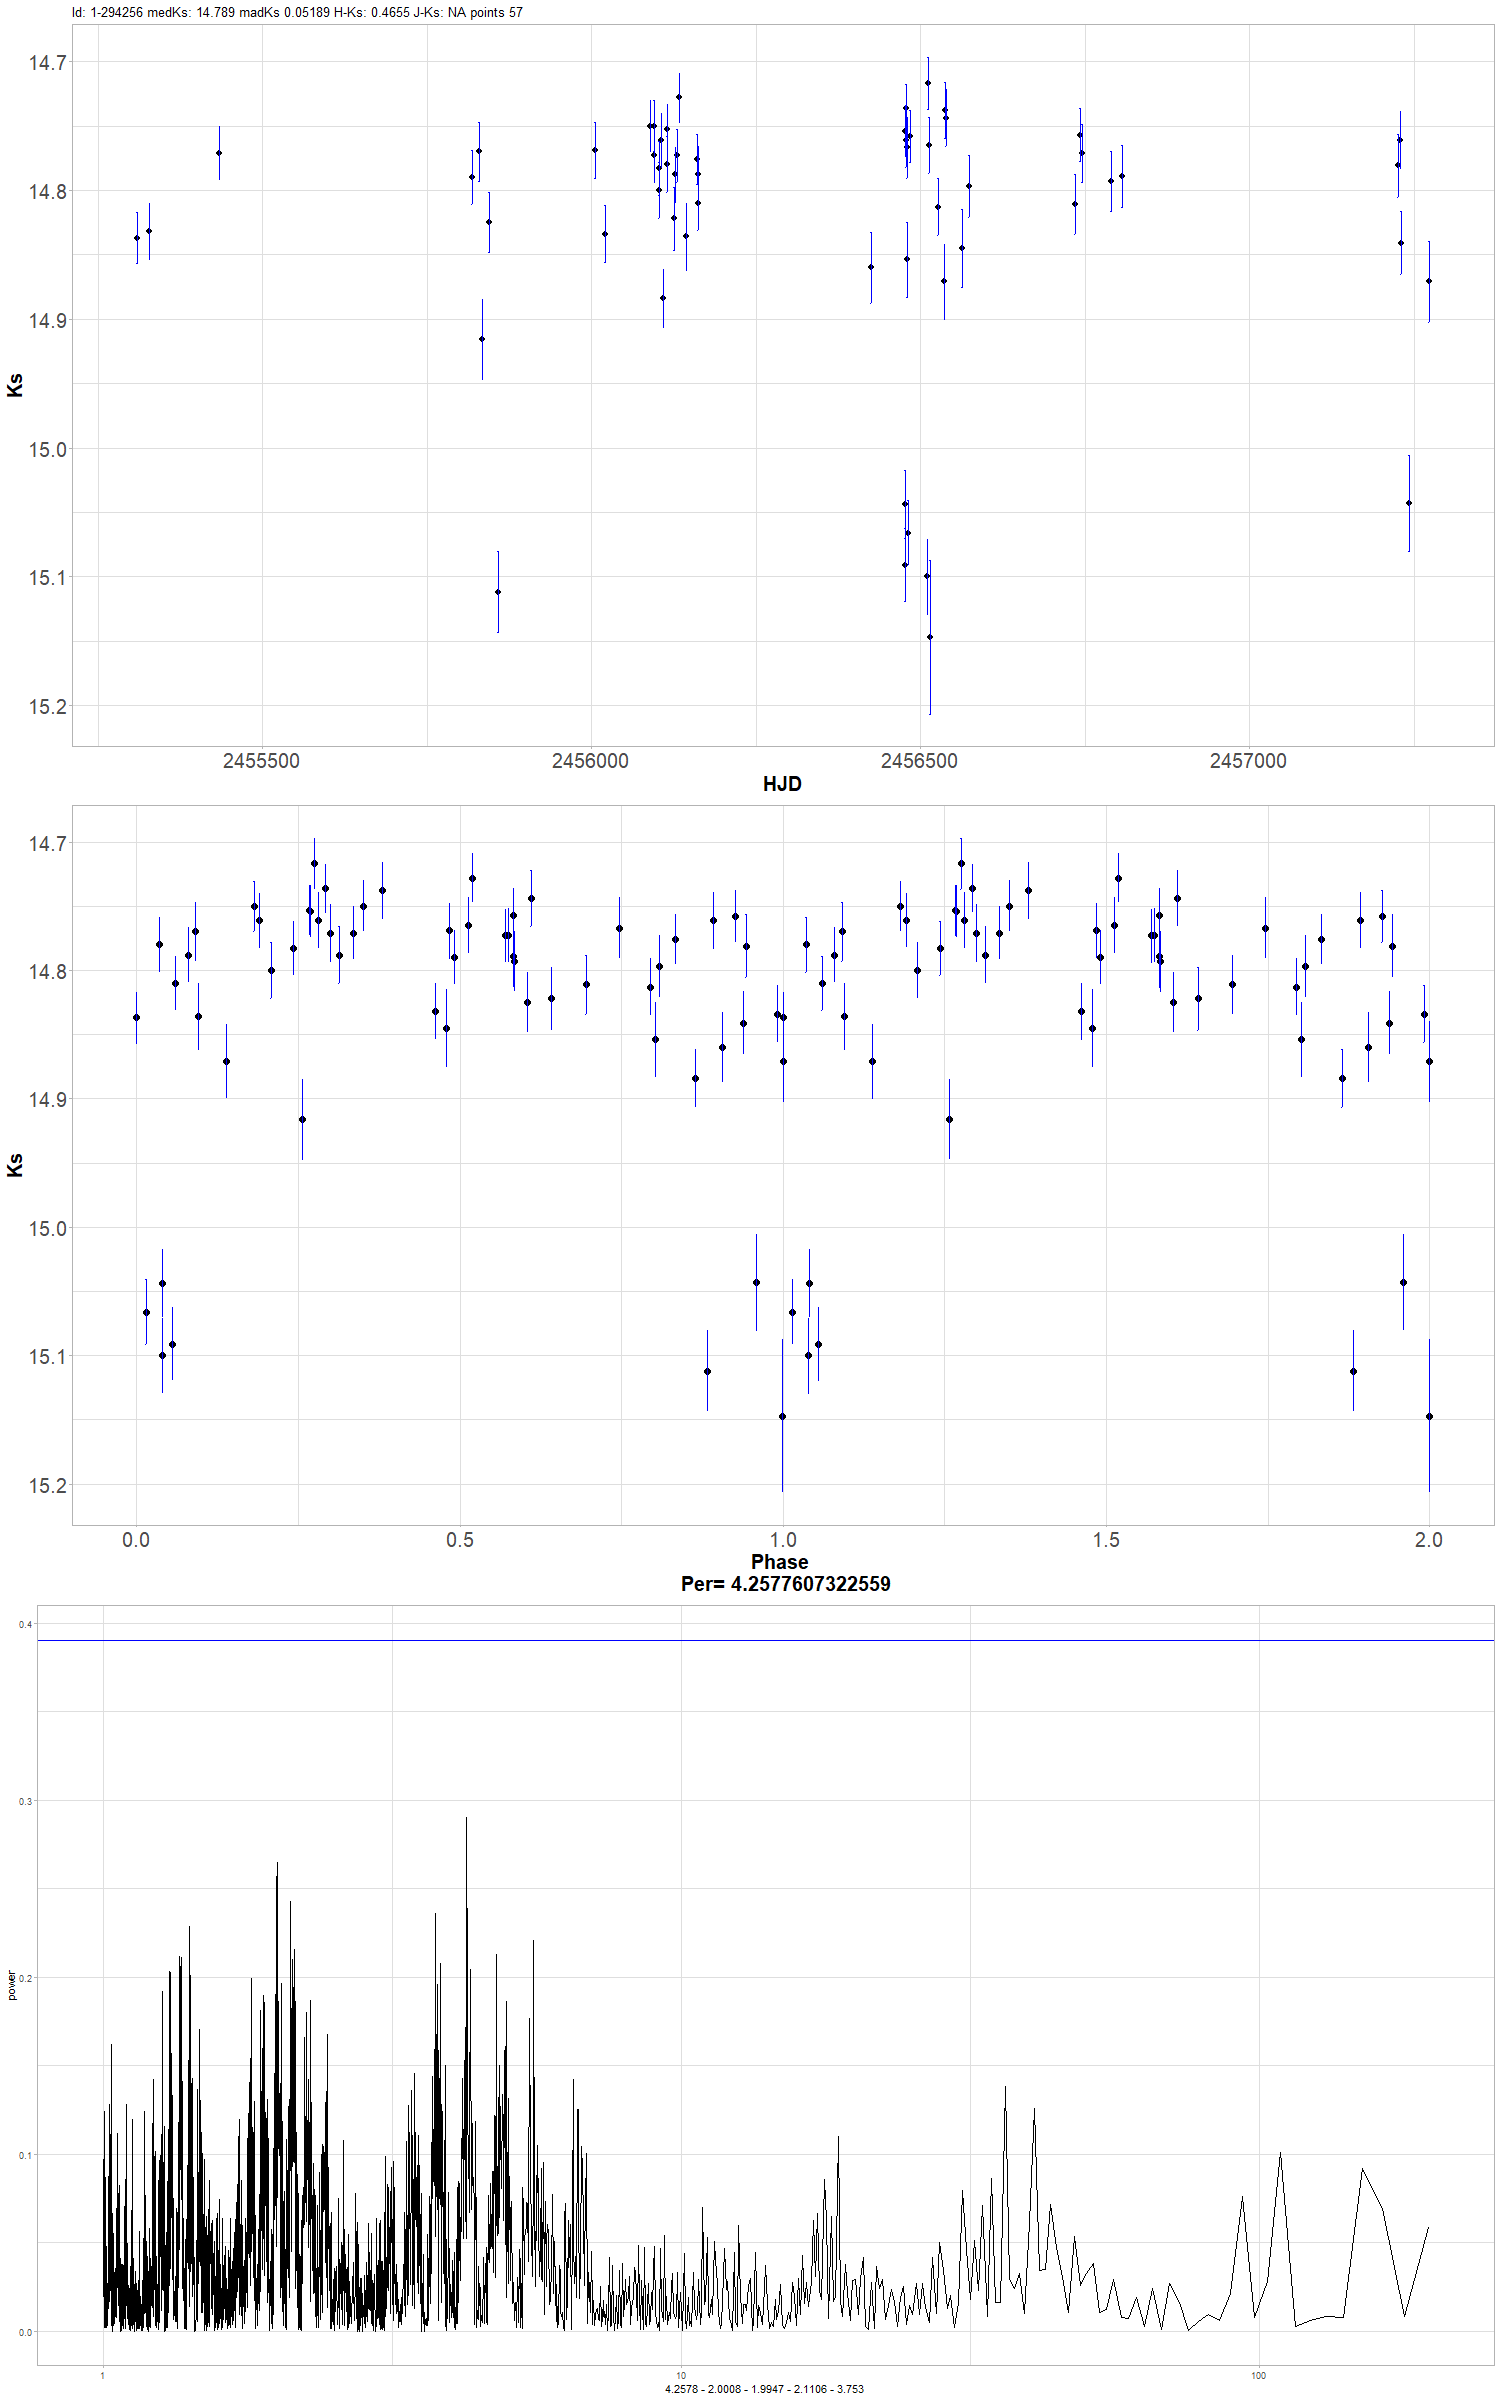 Id: 1-294256 medKs: 14.789 madKs 0.05189 H-Ks: 0.4655 J-Ks: NA points 57
14.7
14.8
14.9
15.0
15.1
15.2
Ks
2455500 2456000 2456500 2457000
HJD
14.7
14.8
14.9
15.0
15.1
15.2
Ks
0.0 0.5 1.0 1.5 2.0
Phase
Per= 4.2577607322559
0.4
0.3
0.2
0.1
0.0
power
1 10 100
4.2578 - 2.0008 - 1.9947 - 2.1106 - 3.753